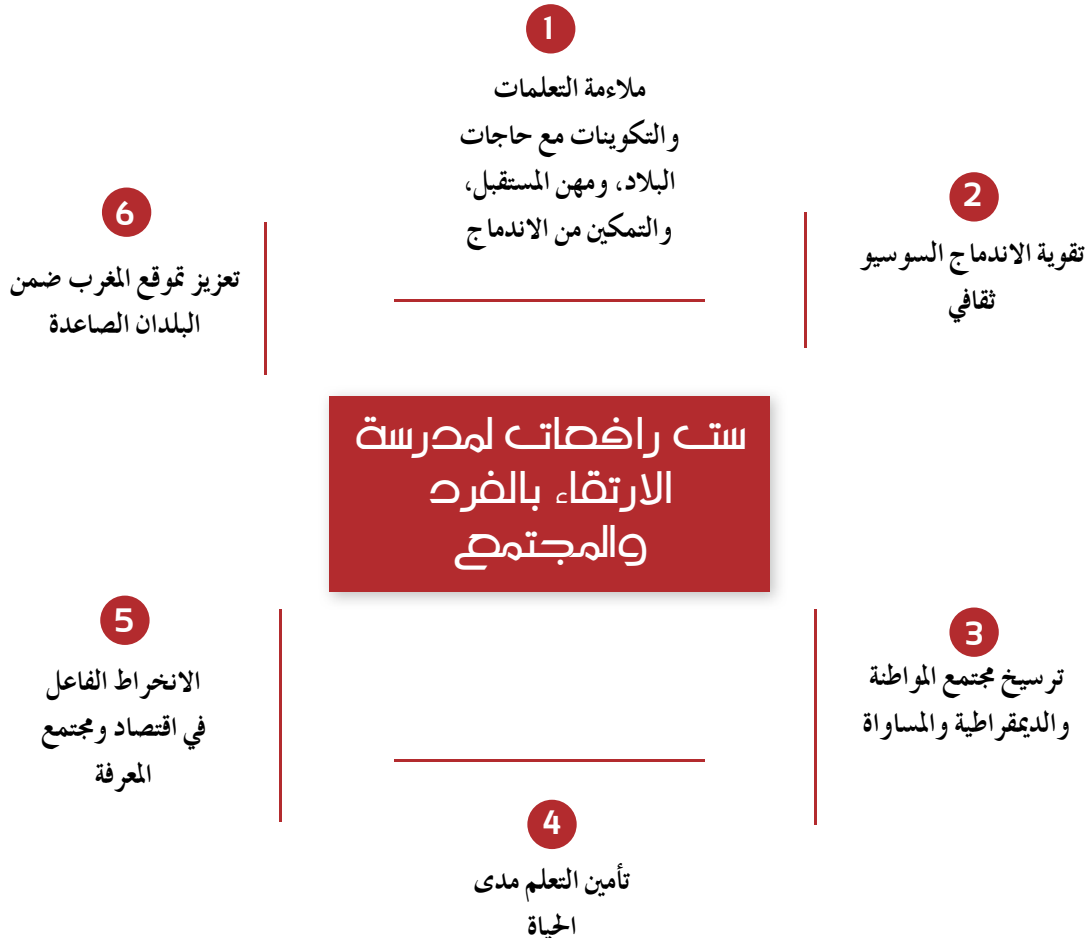 1
ملاءمة التعلمات
والتكوينات مع حاجات
البلاد، ومهن المستقبل،
والتمكين من الاندماج
2
تقوية الاندماج السوسيو
ثقافي
6
تعزيز تموقع المغرب ضمن
البلدان الصاعدة
ست رافعات لمدرسة
الارتقاء بالفرد
والمجتمع
3
ترسيخ مجتمع المواطنة
والديمقراطية والمساواة
5
الانخراط الفاعل
في اقتصاد ومجتمع
المعرفة
4
تأمين التعلم مدى
الحياة